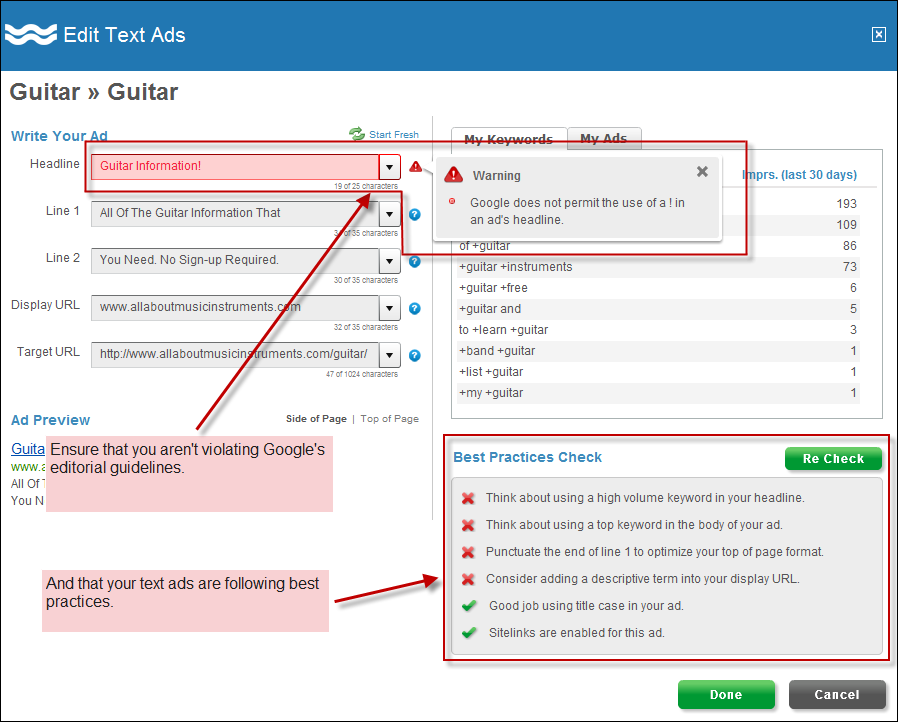 Edit Text Ads
Guitar » Guitar
Write Your Ad
Start Fresh
Headline
Guitar Information!
19 of 25 characters
Line 1
All Of The Guitar Information That
of 35 characters
Line 2
You Need. No Sign-up Required.
30 of 35 characters
Display URL
www.allaboutmusicinstruments.com
32 of 35 characters
Target URL
http://www.allaboutmusicinstruments.com/guitar/
47 of 1024 characters
Ad Preview
Side of Page | Top of Page
Guita
www.a
All Of T
You N
Ensure that you aren't violating Google's
editorial guidelines.
And that your text ads are following best
practices.
My Keywords
My Ads
Imprs. (last 30 days)
Warning
Google does not permit the use of a ! in
an ad's headline.
193
109
of +guitar 86
+guitar +instruments 73
+guitar +free 6
+guitar and 5
to +learn +guitar 3
+band +guitar 1
+list +guitar 1
+my +guitar 1
Best Practices Check
Re Check
Think about using a high volume keyword in your headline.
Think about using a top keyword in the body of your ad.
Punctuate the end of line 1 to optimize your top of page format.
Consider adding a descriptive term into your display URL.
Good job using title case in your ad.
Sitelinks are enabled for this ad.
Done
Cancel